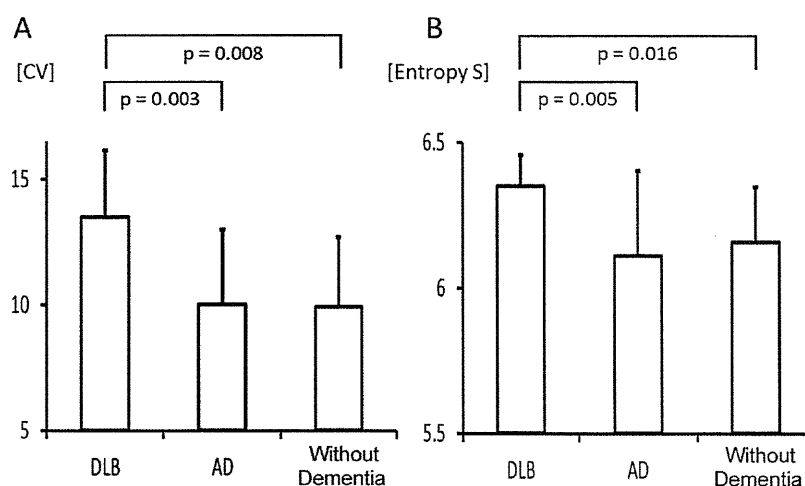 A
p = 0.008
[CV]
p = 0.003
15
10
5
DLB
AD
Without
Dementia
B
p = 0.016
[Entropy S]
p = 0.005
6.5
6
5.5
DLB
AD
Without
Dementia